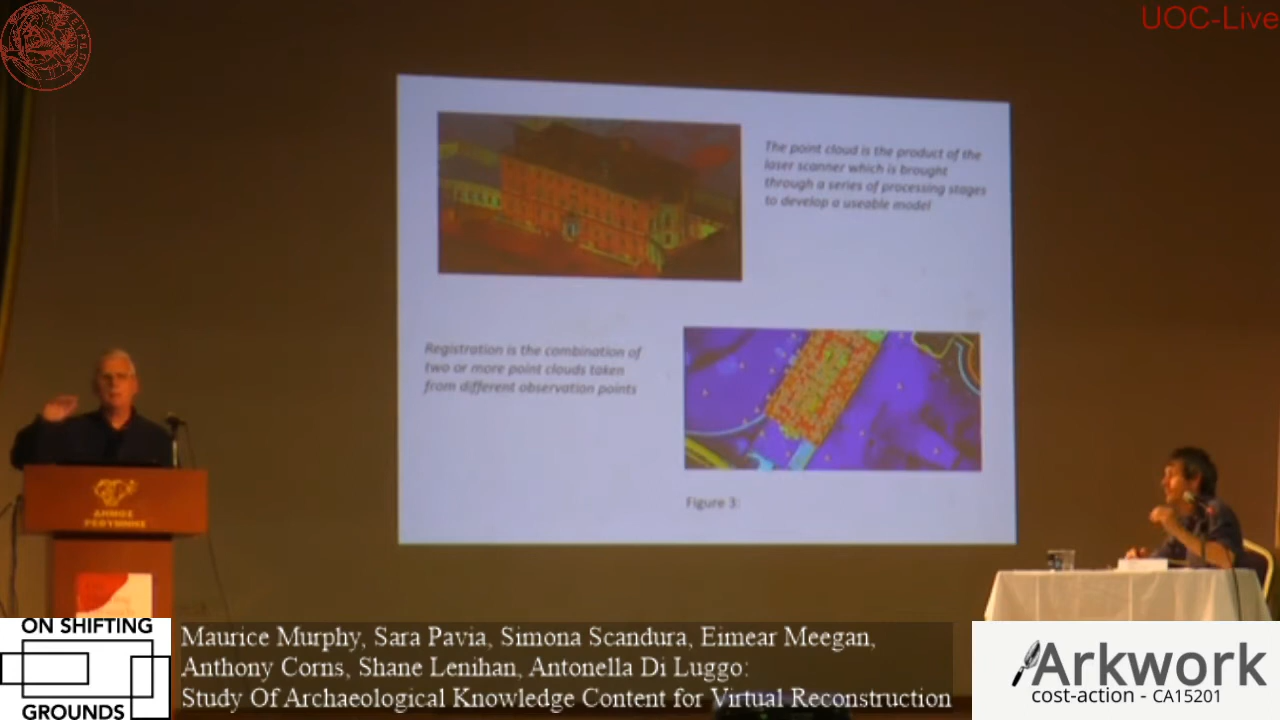 UOC-Live
The point cloud is the product of the
laser scanner which is brought
through a series of processing stages
to develop a useable model
Registration is the combination of
two or more point clouds taken
from different observation points
Figure 3:
ΔΗΜΟΣ
ΡΕΘΥΜΝΗΣ
ON SHIFTING
GROUNDS
Maurice Murphy, Sara Pavia, Simona Scandura, Eimear Meegan,
Anthony Corns, Shane Lenihan, Antonella Di Luggo:
Study Of Archaeological Knowledge Content for Virtual Reconstruction
Arkwork
cost-action - CA15201